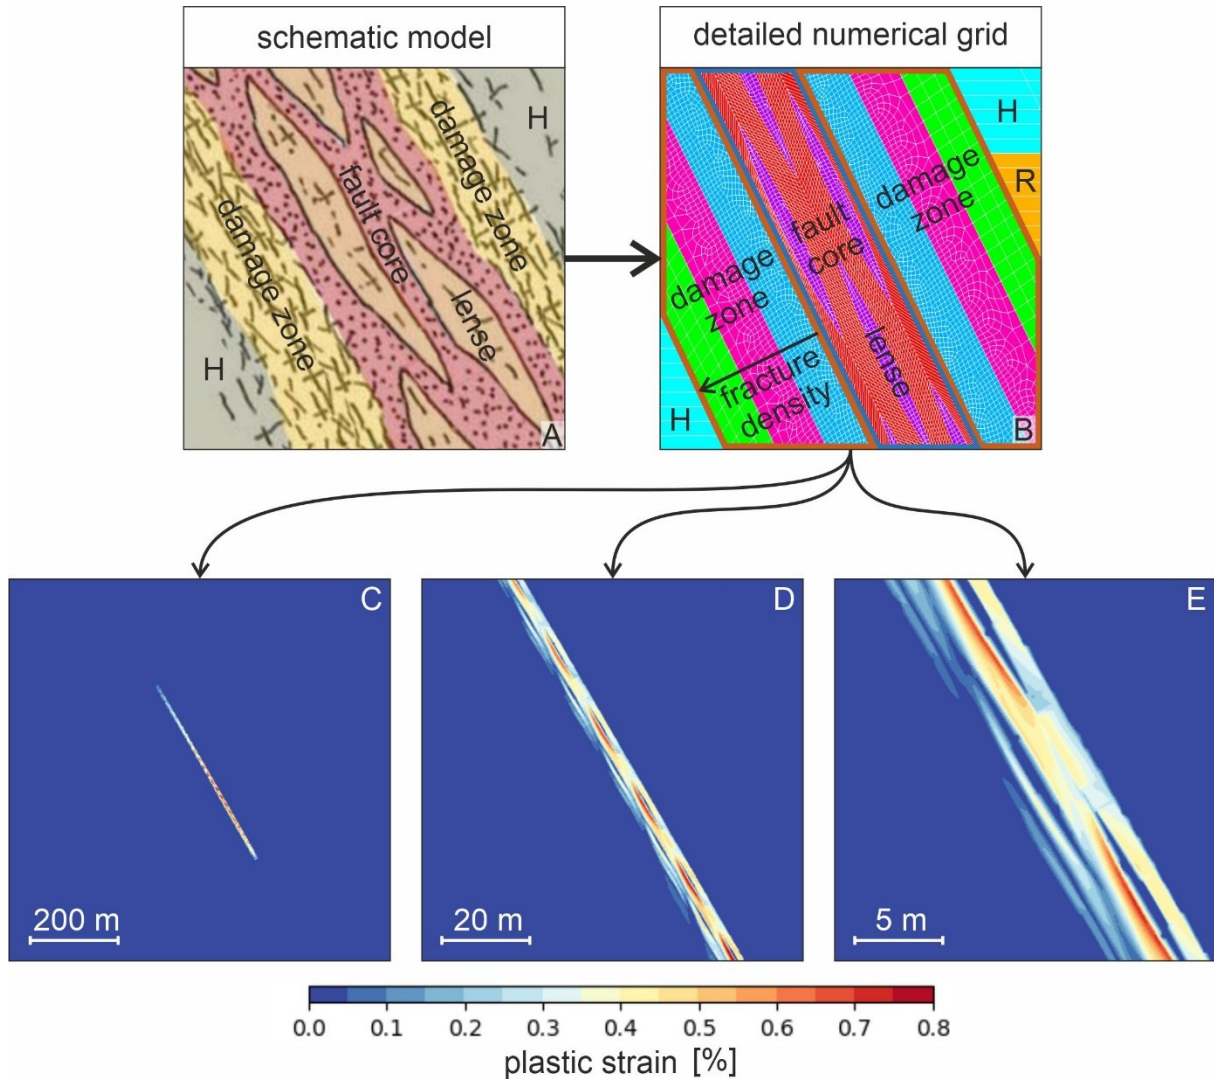 schematic model
detailed numerical grid
H
damage zone
fault core
lense
damage zone
H
A
H
R
damage
zone
fault
core
damage
zone
lense
fracture
density
H
B
C
200 m
D
20 m
E
5 m
0.0 0.1 0.2 0.3 0.4 0.5 0.6 0.7 0.8
plastic strain [%]